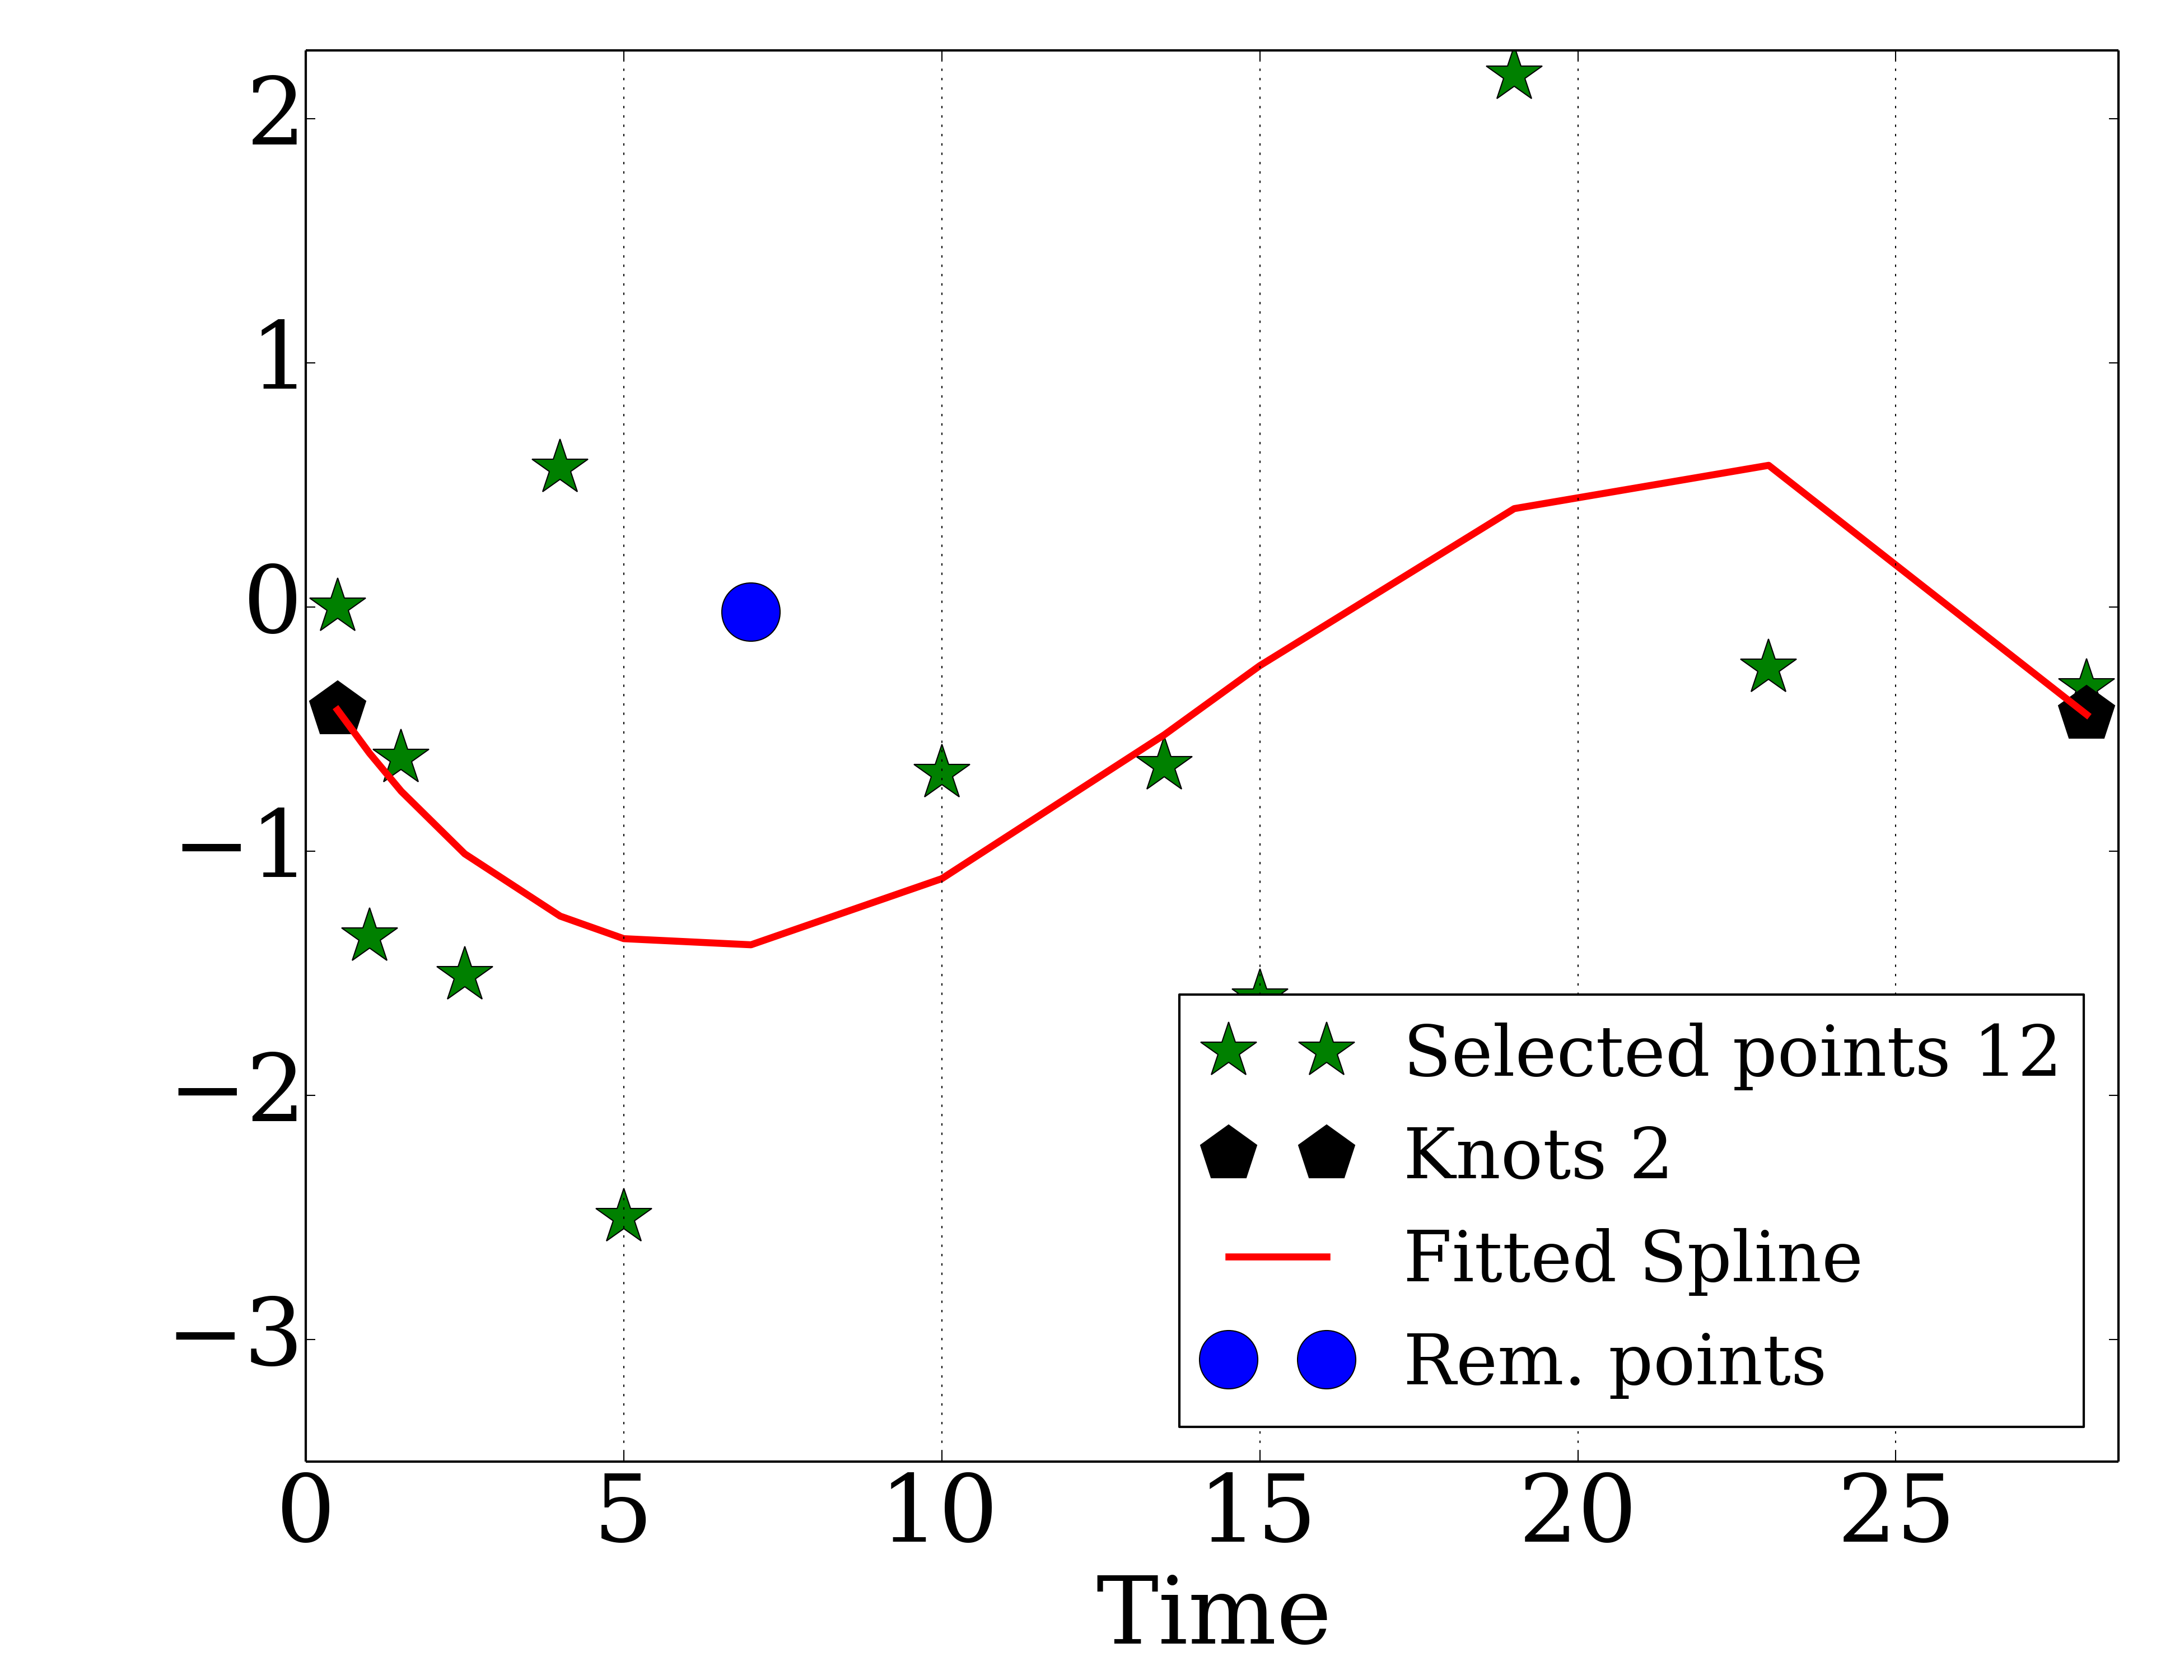 2
1
0
−1
−2
−3
Selected points 12
Knots 2
Fitted Spline
Rem. points
0 5 10 15 20 25
Time